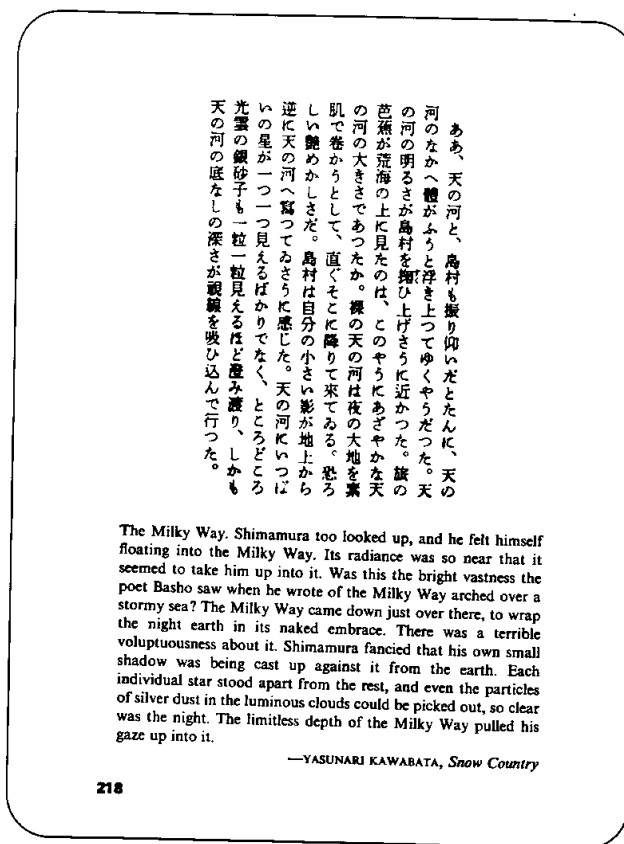 ああ、天の河と、島村も振り仰いだとたんに、天の
河のなかへ體がふうと浮き上つてゆくやうだつた。天
の河の明るさが島村を掬ひ上げさうに近かつた。旅の
芭蕉が荒海の上に見たのは、このやうにあざやかな天
の河の大きさであつたか。裸の天の河は夜の大地を素
肌で卷かうとして、直ぐそこに降りて來てゐる。恐ろ
しい艶めかしさだ。島村は自分の小さい影が地上から
逆に天の河へ寫つてゐさうに感じた。天の河にいつぱ
いの星が一つ一つ見えるばかりでなく、ところどころ
光雲の銀砂子も一粒一粒見えるほど澄み渡り、しかも
天の河の底なしの深さが視線を吸ひ込んで行つた。
The Milky Way. Shimamura too looked up, and he felt himself
floating into the Milky Way. Its radiance was so near that it
seemed to take him up into it. Was this the bright vastness the
poet Basho saw when he wrote of the Milky Way arched over a
stormy sea? The Milky Way came down just over there, to wrap
the night earth in its naked embrace. There was a terrible
voluptuousness about it. Shimamura fancied that his own small
shadow was being cast up against it from the earth. Each
individual star stood apart from the rest, and even the particles
of silver dust in the luminous clouds could be picked out, so clear
was the night. The limitless depth of the Milky Way pulled his
gaze up into it.
—YASUNARI KAWABATA, Snow Country
218